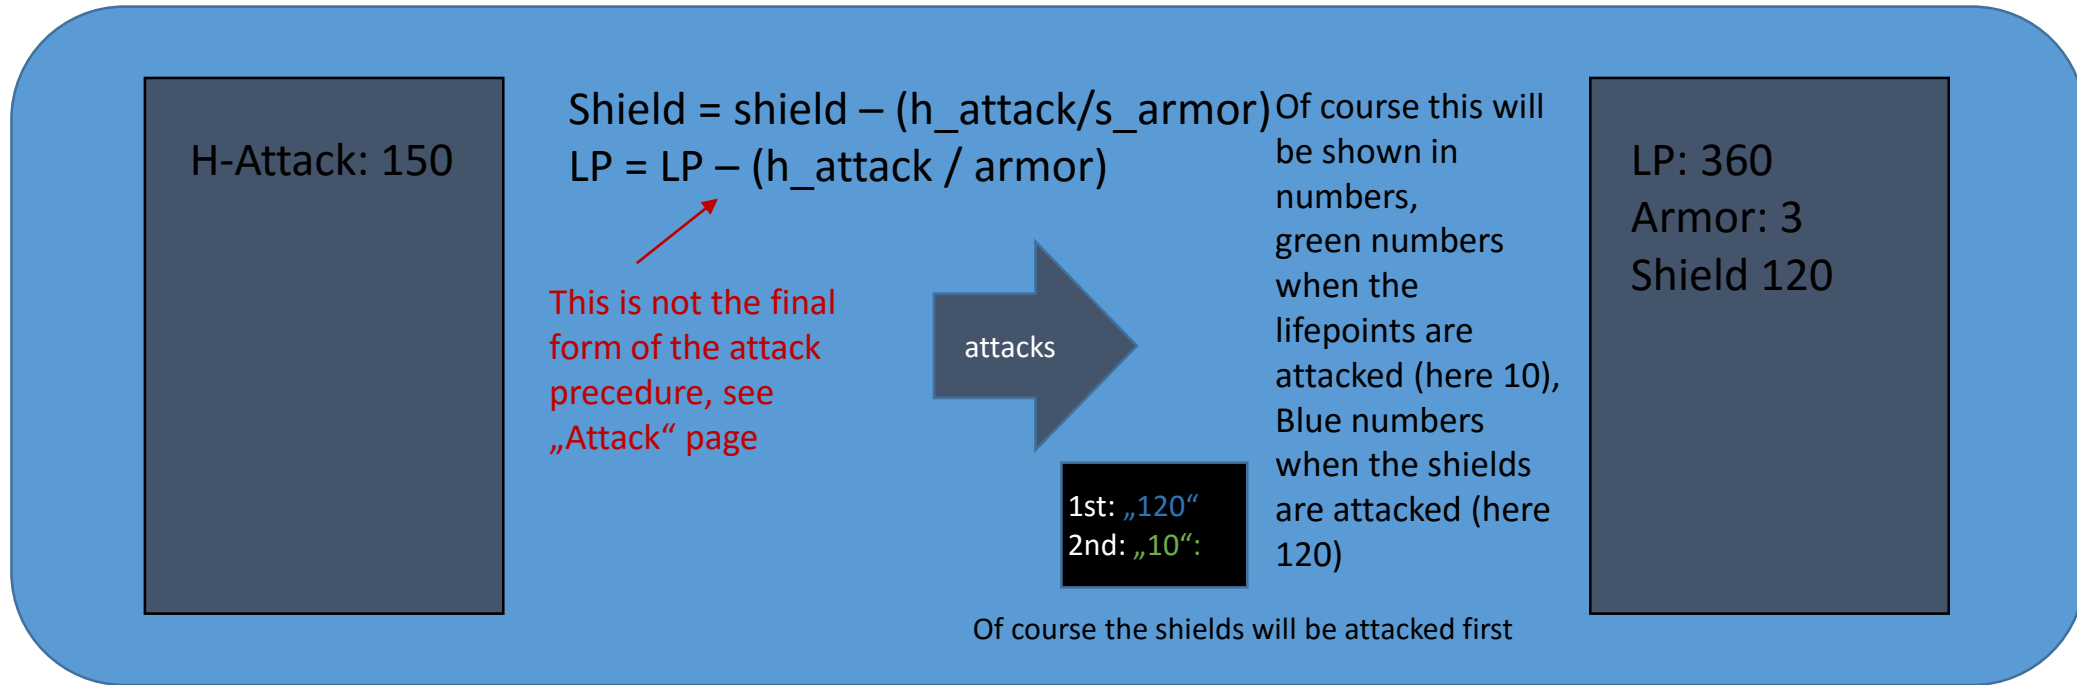 H-Attack: 150
Shield = shield – (h_attack/s_armor)
LP = LP – (h_attack / armor)
This is not the final
form of the attack
precedure, see
„Attack“ page
attacks
1st: „120“
2nd: „10“:
Of course this will
be shown in
numbers,
green numbers
when the
lifepoints are
attacked (here 10),
Blue numbers
when the shields
are attacked (here
120)
Of course the shields will be attacked first
LP: 360
Armor: 3
Shield 120